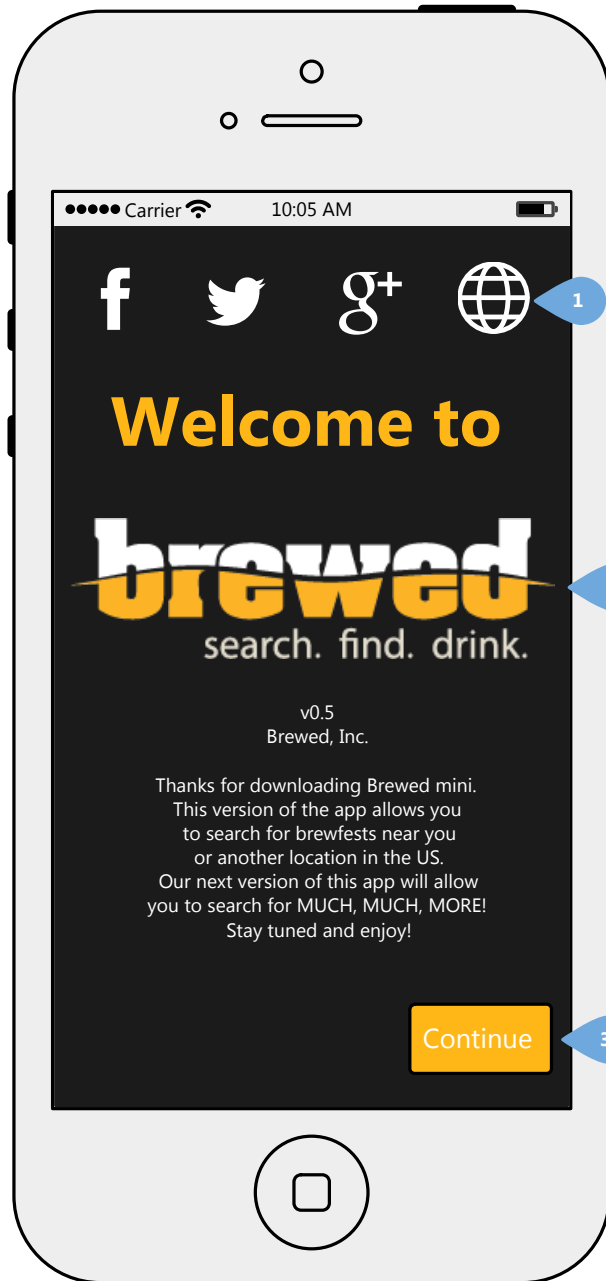 Carrier 10:05 AM
f g+
1
Welcome to
brewed
search. find. drink.
v0.5
Brewed, Inc.
Thanks for downloading Brewed mini.
This version of the app allows you
to search for brewfests near you
or another location in the US.
Our next version of this app will allow
you to search for MUCH, MUCH, MORE!
Stay tuned and enjoy!
Continue
3